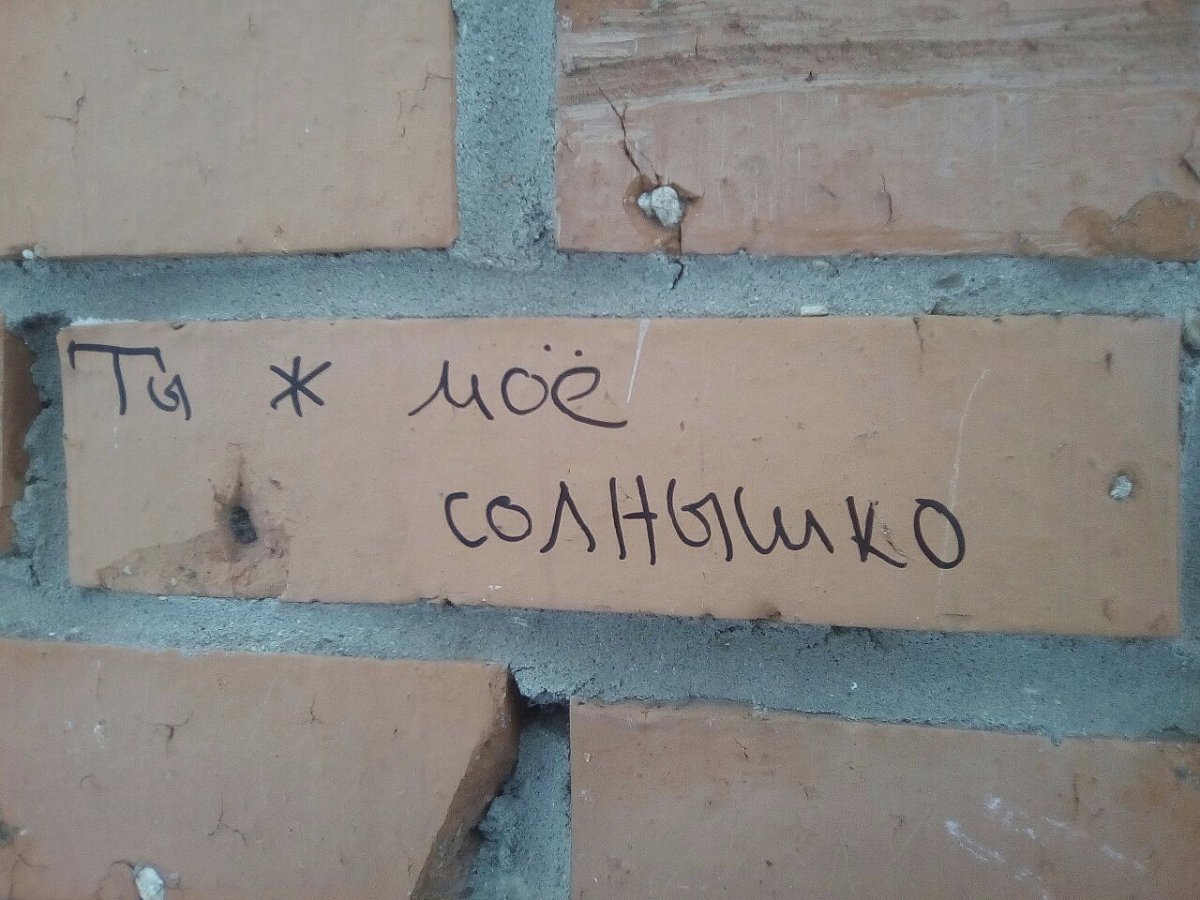 Ты ж моё
солнышко